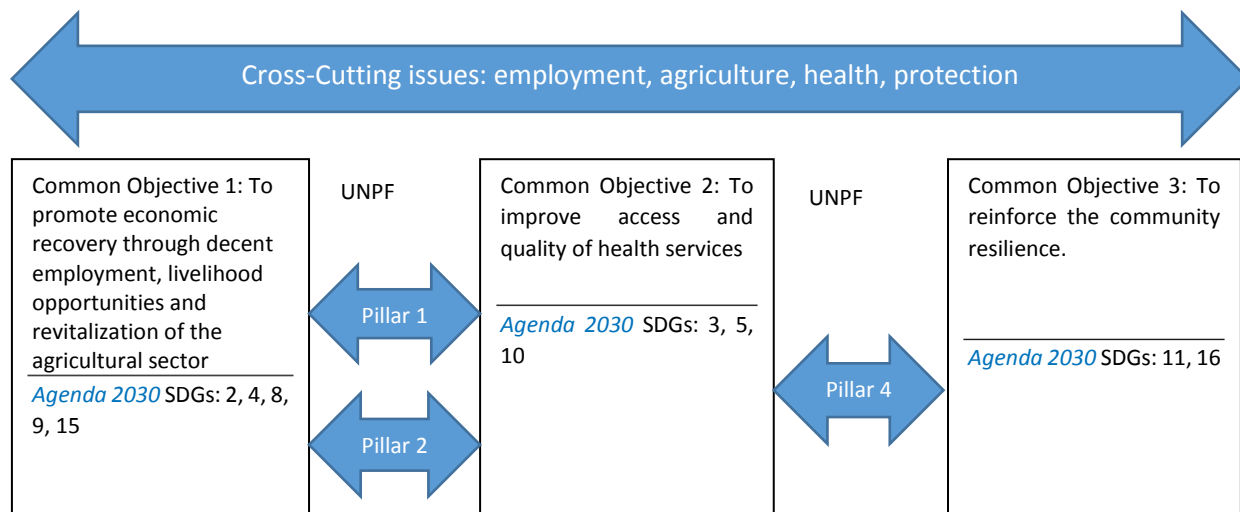 Cross-Cutting issues: employment, agriculture, health, protection
Common Objective 1: To
promote economic
recovery through decent
employment, livelihood
opportunities and
revitalization of the
agricultural sector
Agenda 2030 SDGs: 2, 4, 8,
9, 15
UNPF
Pillar 1
Pillar 2
Common Objective 2: To
improve access and
quality of health services
Agenda 2030 SDGs: 3, 5,
10
UNPF
Pillar 4
Common Objective 3: To
reinforce the community
resilience.
Agenda 2030 SDGs: 11, 16